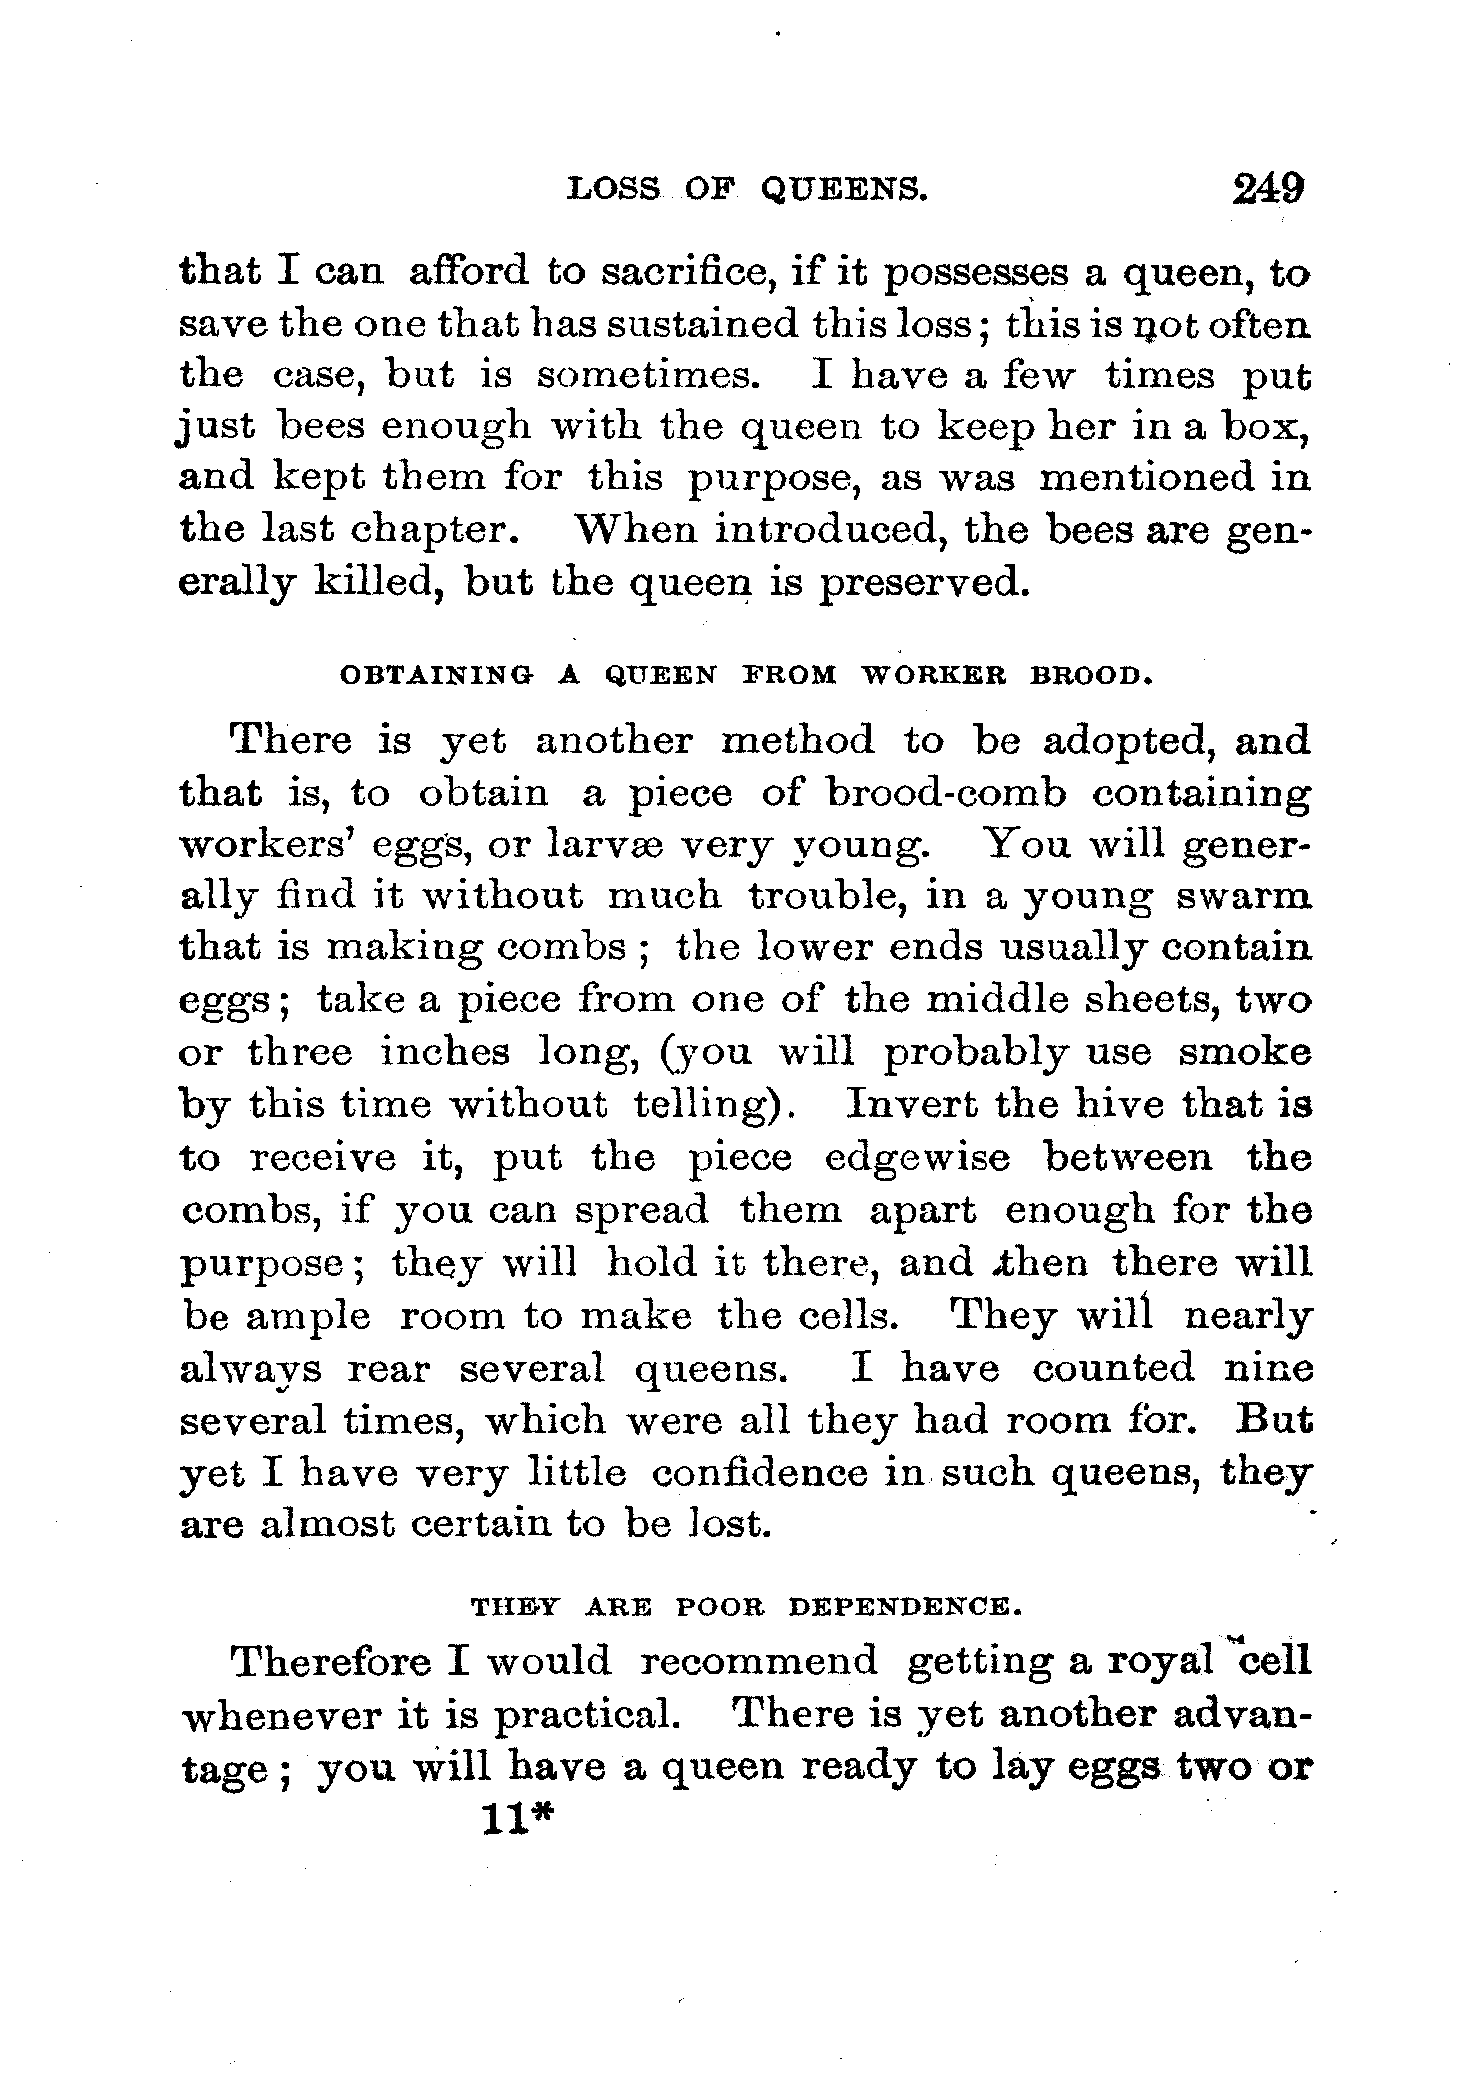 LOSS OF QUEENS. 249
that I can afford to sacrifice, if it possesses a queen, to
save the one that has sustained this loss; this is not often
the case, but is sometimes. I have a few times put
just bees enough with the queen to keep her in a box,
and kept them for this purpose, as was mentioned in
the last chapter. When introduced, the bees are gen-
erally killed, but the queen is preserved.
OBTAINING A QUEEN FROM WORKER BROOD.
There is yet another method to be adopted, and
that is, to obtain a piece of brood-comb containing
workers' eggs, or larvæ very young. You will gener-
ally find it without much trouble, in a young swarm
that is making combs; the lower ends usually contain
eggs; take a piece from one of the middle sheets, two
or three inches long, (you will probably use smoke
by this time without telling). Invert the hive that is
to receive it, put the piece edgewise between the
combs, if you can spread them apart enough for the
purpose; they will hold it there, and then there will
be ample room to make the cells. They will nearly
always rear several queens. I have counted nine
several times, which were all they had room for. But
yet I have very little confidence in such queens, they
are almost certain to be lost.
THEY ARE POOR DEPENDENCE.
Therefore I would recommend getting a royal cell
whenever it is practical. There is yet another advan-
tage; you will have a queen ready to lay eggs two or
11*